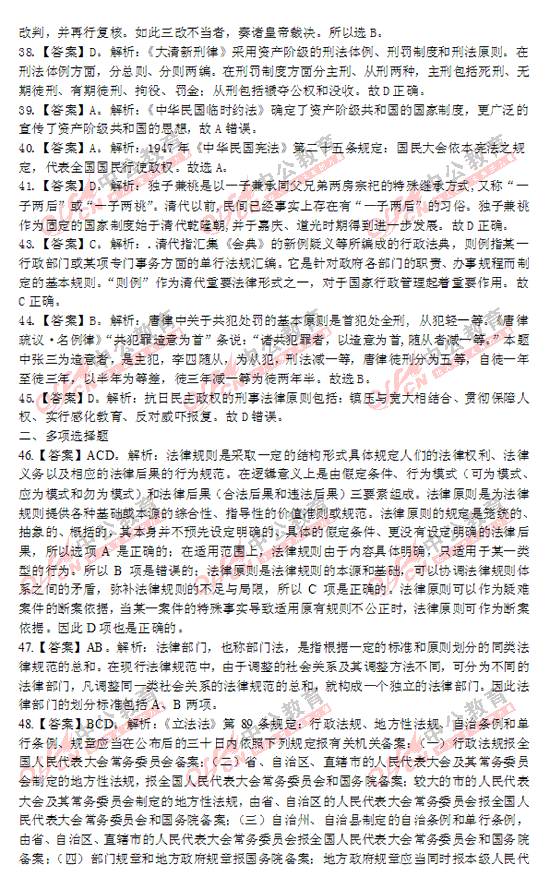 改判，并再行复核。如此三改不当者，奏诸皇帝裁决。所以选 B。
38.【答案】D。解析：《大清新刑律》采用资产阶级的刑法体例、刑罚制度和刑法原则。在
刑法体例方面，分总则、分则两编。在刑罚制度方面分主刑、从刑两种，主刑包括死刑、无
期徒刑、有期徒刑、拘役、罚金；从刑包括褫夺公权和没收。故 D 正确。
39.【答案】A。解析：《中华民国临时约法》确定了资产阶级共和国的国家制度，更广泛的
宣传了资产阶级共和国的思想，故 A 错误。
40.【答案】A。解析：1947 年《中华民国宪法》第二十五条规定：国民大会依本宪法之规
定，代表全国国民行使政权。故选 A。
41.【答案】D。解析：独子兼祧是以一子兼承同父兄弟两房宗祀的特殊继承方式，又称“一
子两后”或“一子两祧”。清代以前，民间已经事实上存在有“一子两后”的习俗。独子兼祧
作为固定的国家制度始于清代乾隆朝，并于嘉庆、道光时期得到进一步发展。故 D 正确。
43.【答案】C。解析：.清代指汇集《会典》的新例疑义等所编成的行政法典，则例指某一
行政部门或某项专门事务方面的单行法规汇编。它是针对政府各部门的职责、办事规程而制
定的基本规则。“则例”作为清代重要法律形式之一，对于国家行政管理起着重要作用。故
C 正确。
44.【答案】B。解析：唐律中关于共犯处罚的基本原则是首犯处全刑，从犯轻一等。《唐律
疏议·名例律》“共犯罪造意为首”条说：“诸共犯罪者，以造意为首，随从者减一等。”本题
中张三为造意者，是主犯，李四随从，为从犯，刑法减一等，唐律徒刑分为五等，自徒一年
至徒三年，以半年为等差，徒三年减一等为徒两年半。故选 B。
45.【答案】D。解析：抗日民主政权的刑事法律原则包括：镇压与宽大相结合、贯彻保障人
权、实行感化教育、反对威吓报复。故 D 错误。
二、多项选择题
46.【答案】ACD。解析：法律规则是采取一定的结构形式具体规定人们的法律权利、法律
义务以及相应的法律后果的行为规范。在逻辑意义上是由假定条件、行为模式（可为模式、
应为模式和勿为模式）和法律后果（合法后果和违法后果）三要素组成。法律原则是为法律
规则提供各种基础或本源的综合性、指导性的价值准则或规范。法律原则的规定是笼统的、
抽象的、概括的，其本身并不预先设定明确的、具体的假定条件、更没有设定明确的法律后
果，所以选项 A 是正确的；在适用范围上，法律规则由于内容具体明确，只适用于某一类
型的行为。所以 B 项是错误的；法律原则是法律规则的本源和基础，可以协调法律规则体
系之间的矛盾，弥补法律规则的不足与局限，所以 C 项是正确的。法律原则可以作为疑难
案件的断案依据，当某一案件的特殊事实导致适用原有规则不公正时，法律原则可作为断案
依据。因此 D 项也是正确的。
47.【答案】AB。解析：法律部门，也称部门法，是指根据一定的标准和原则划分的同类法
律规范的总和。在现行法律规范中，由于调整的社会关系及其调整方法不同，可分为不同的
法律部门，凡调整同一类社会关系的法律规范的总和，就构成一个独立的法律部门。因此法
律部门的划分标准包括 A、B 两项。
48.【答案】BCD。解析：《立法法》第 89 条规定：行政法规、地方性法规、自治条例和单
行条例、规章应当在公布后的三十日内依照下列规定报有关机关备案：（一）行政法规报全
国人民代表大会常务委员会备案；（二）省、自治区、直辖市的人民代表大会及其常务委员
会制定的地方性法规，报全国人民代表大会常务委员会和国务院备案；较大的市的人民代表
大会及其常务委员会制定的地方性法规，由省、自治区的人民代表大会常务委员会报全国人
民代表大会常务委员会和国务院备案；（三）自治州、自治县制定的自治条例和单行条例，
由省、自治区、直辖市的人民代表大会常务委员会报全国人民代表大会常务委员会和国务院
备案；（四）部门规章和地方政府规章报国务院备案；地方政府规章应当同时报本级人民代